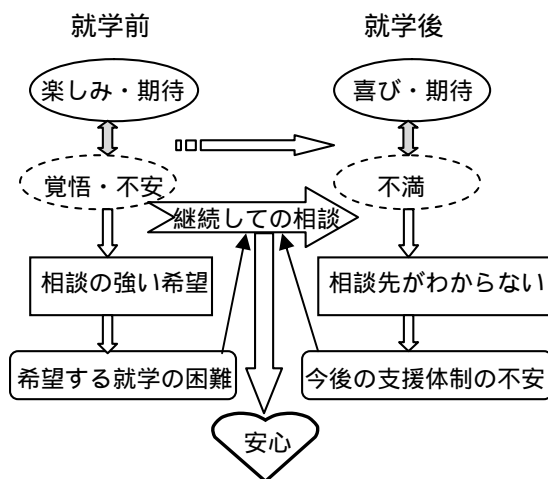 就学前
就学後
楽しみ・期待
喜び・期待
覚悟・不安
不満
継続しての相談
相談の強い希望
相談先がわからない
希望する就学の困難
今後の支援体制の不安
安心